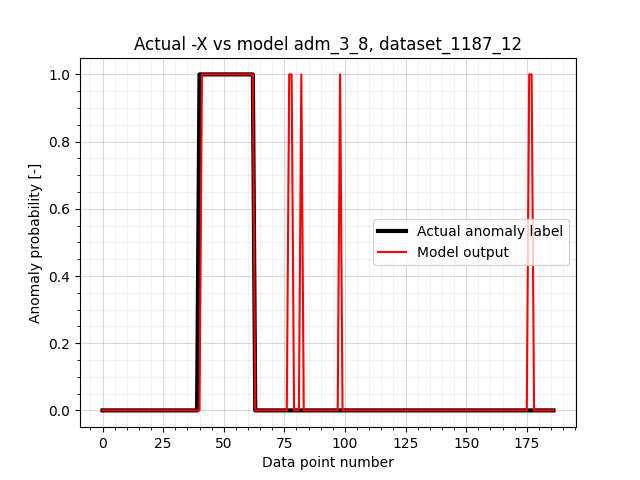 Actual -X vs model adm_3_8, dataset_1187_12
1.0
0.8
0.6
0.4
0.2
0.0
Anomaly probability [-]
Actual anomaly label
Model output
0 25 50 75 100 125 150 175
Data point number